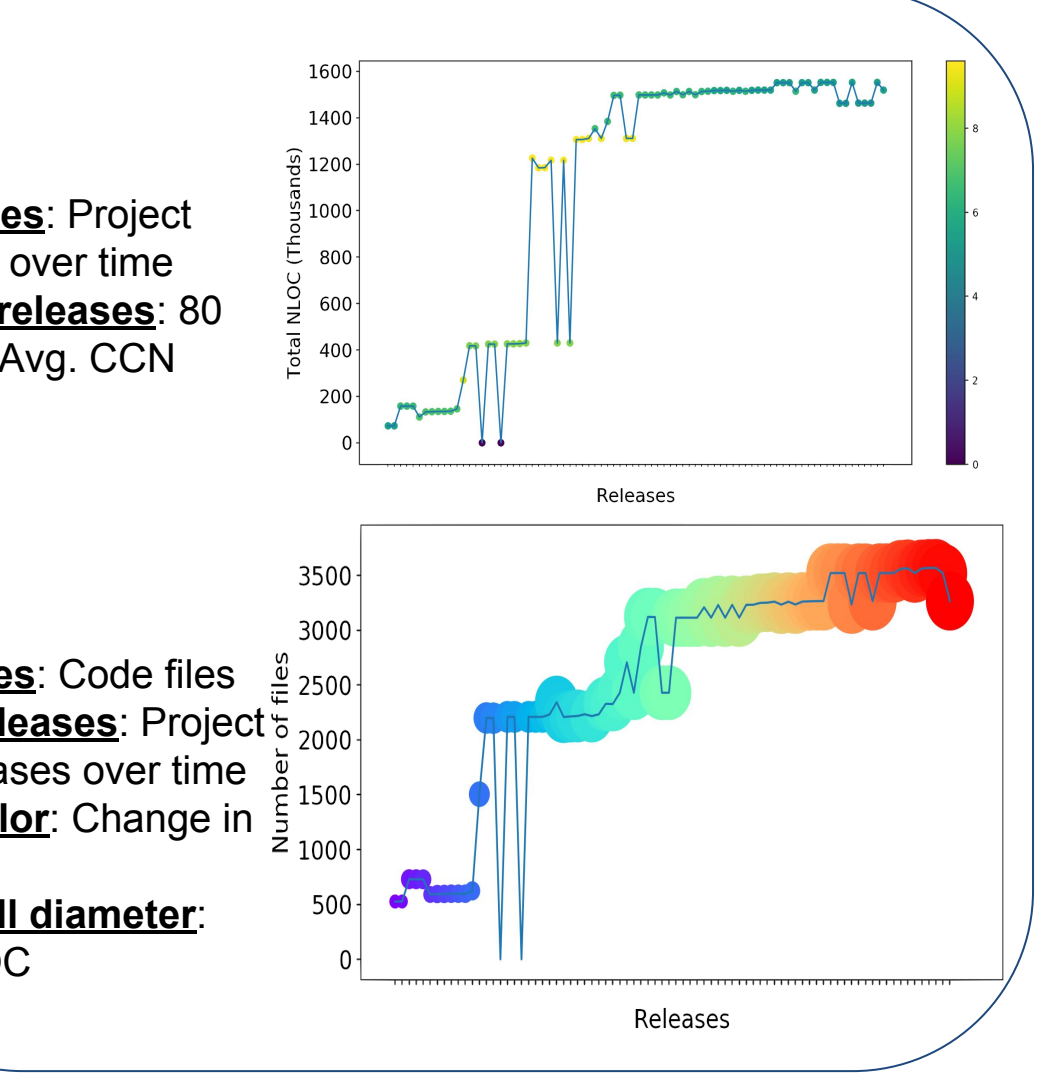 1600
1400
1200
1000
800
600
400
200
0
Total NLOC (Thousands)
Releases
8
6
4
2
0
es: Project
over time
releases: 80
Avg. CCN
3500
3000
2500
2000
1500
1000
500
0
Number of files
Releases
es: Code files
leases: Project
ases over time
lor: Change in
ll diameter:
OC